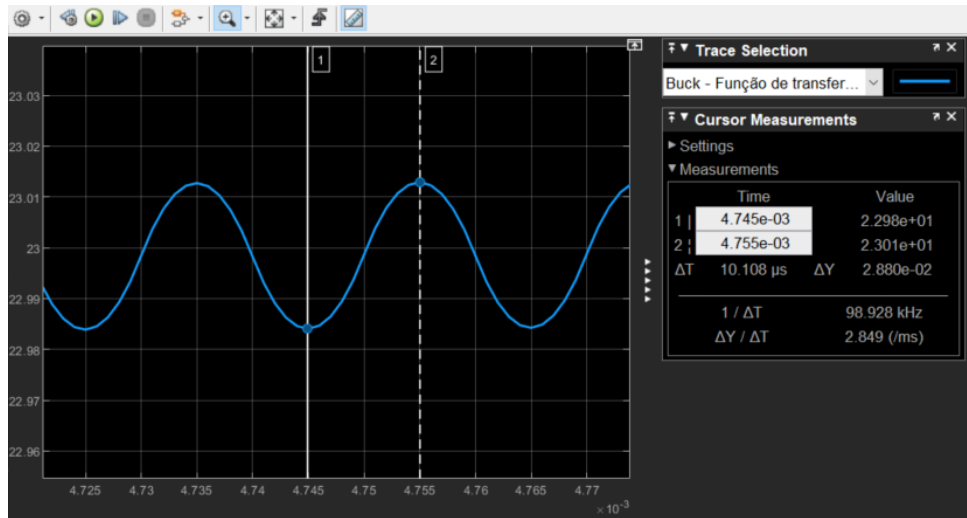 1
2
23.03
23.02
23.01
23
22.99
22.98
22.97
22.96
4.725 4.73 4.735 4.74 4.745 4.75 4.755 4.76 4.765 4.77
×10-3
Trace Selection
Buck - Função de transfer...
Cursor Measurements
Settings
Measurements
Time Value
1 | 4.745e-03 2.298e+01
2 ¦ 4.755e-03 2.301e+01
ΔT 10.108 µs ΔY 2.880e-02
1 / ΔT 98.928 kHz
ΔY / ΔT 2.849 (/ms)